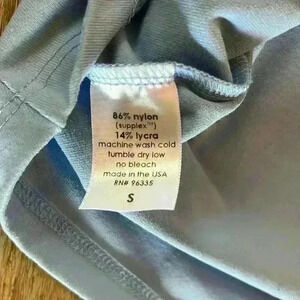 86% nylon
(supplex™)
14% lycra
machine wash cold
tumble dry low
no bleach
made in the USA
RN# 96335
S